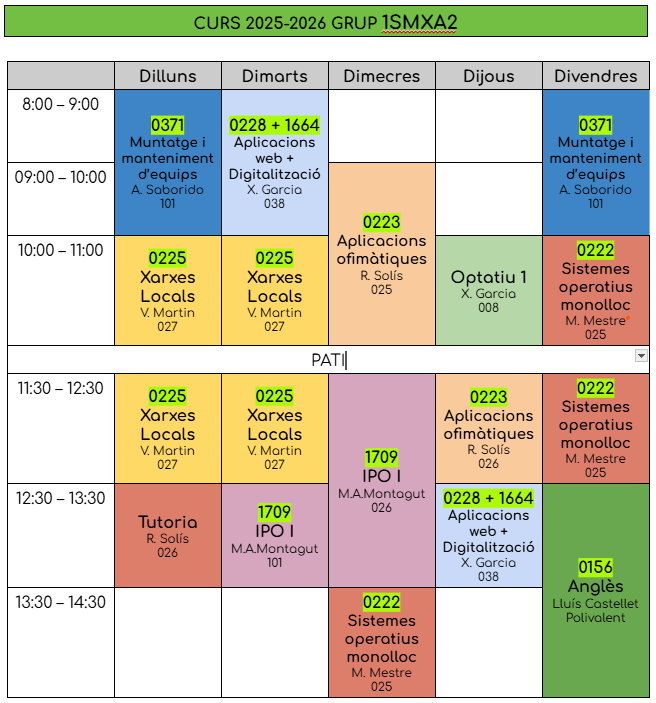 CURS 2025-2026 GRUP 1SMXA2
Dilluns
Dimarts
Dimecres
Dijous
Divendres
8:00 – 9:00
0371
Muntatge i
manteniment
d'equips
A. Saborido
101
0228 + 1664
Aplicacions
web +
Digitalització
X. Garcia
038
0371
Muntatge i
manteniment
d'equips
A. Saborido
101
09:00 – 10:00
0223
Aplicacions
ofimàtiques
R. Solís
025
10:00 – 11:00
0225
Xarxes
Locals
V. Martin
027
0225
Xarxes
Locals
V. Martin
027
Optatiu 1
X. Garcia
008
0222
Sistemes
operatius
monolloc
M. Mestre*
025
PATI
11:30 – 12:30
0225
Xarxes
Locals
V. Martin
027
0225
Xarxes
Locals
V. Martin
027
1709
IPO I
M.A.Montagut
026
0223
Aplicacions
ofimàtiques
R. Solís
026
0222
Sistemes
operatius
monolloc
M. Mestre
025
12:30 – 13:30
Tutoria
R. Solís
026
1709
IPO I
M.A.Montagut
101
0228 + 1664
Aplicacions
web +
Digitalització
X. Garcia
038
0156
Anglès
Lluís Castellet
Polivalent
13:30 – 14:30
0222
Sistemes
operatius
monolloc
M. Mestre
025